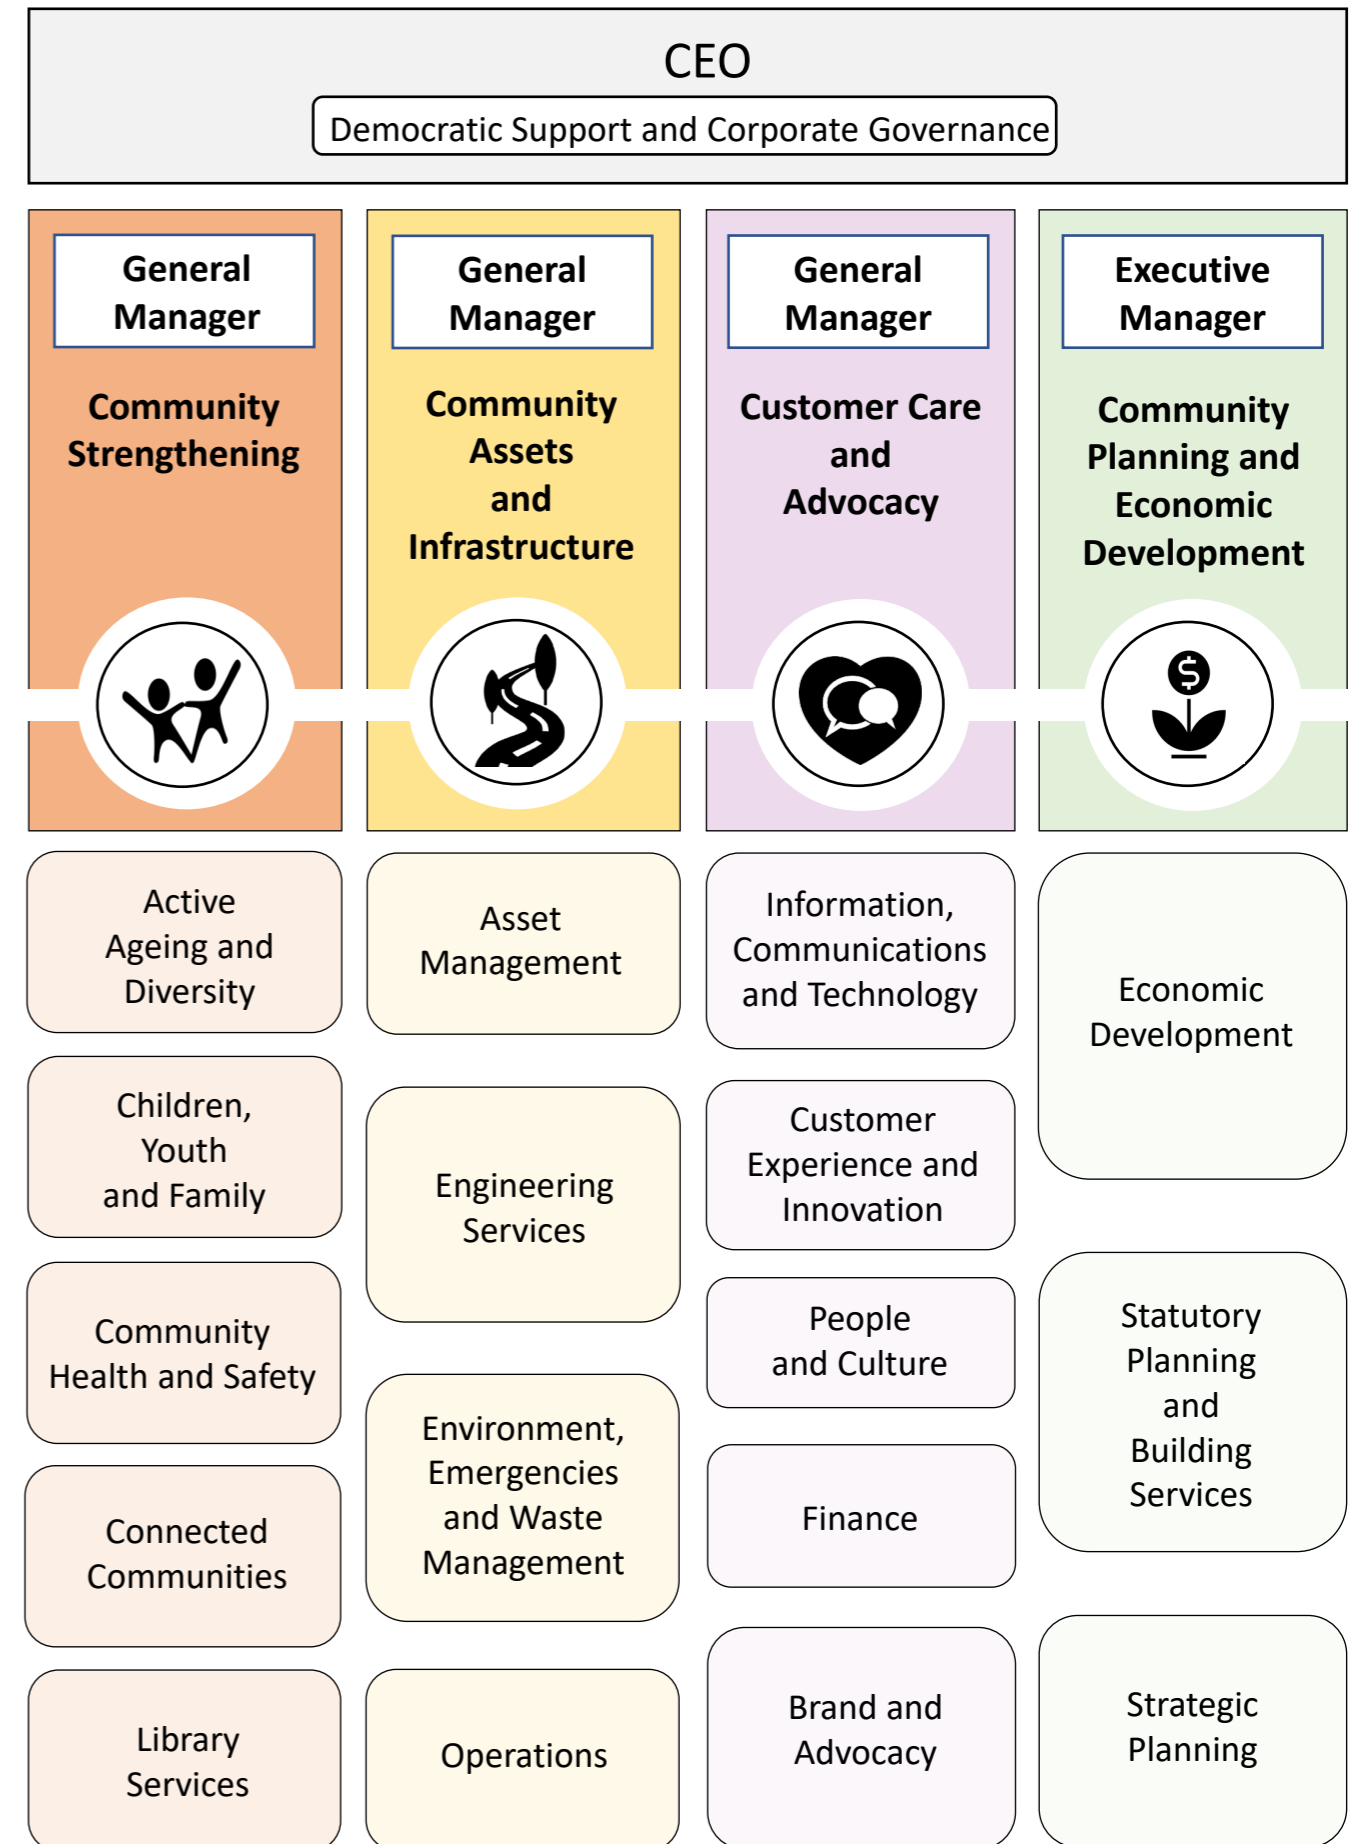 CEO
Democratic Support and Corporate Governance
General
Manager
Community
Strengthening
General
Manager
Community
Assets
and
Infrastructure
General
Manager
Customer Care
and
Advocacy
Executive
Manager
Community
Planning and
Economic
Development
$
Active
Ageing and
Diversity
Children,
Youth
and Family
Community
Health and Safety
Connected
Communities
Library
Services
Asset
Management
Engineering
Services
Environment,
Emergencies
and Waste
Management
Operations
Information,
Communications
and Technology
Customer
Experience and
Innovation
People
and Culture
Finance
Brand and
Advocacy
Economic
Development
Statutory
Planning
and
Building
Services
Strategic
Planning